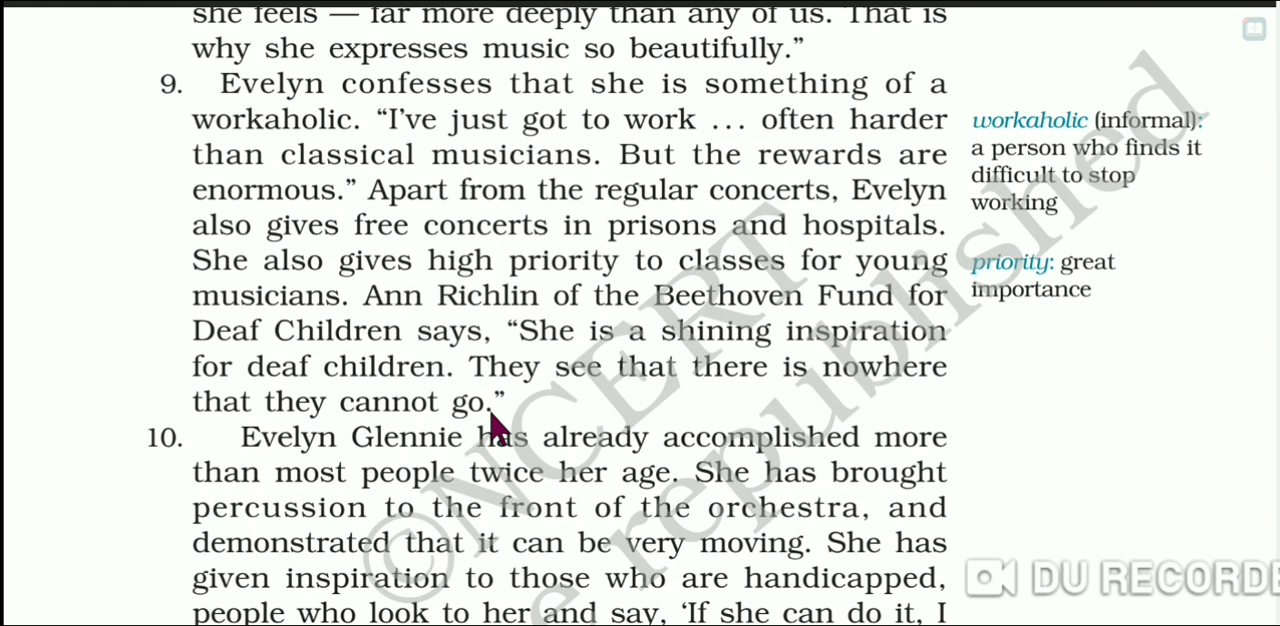 she feels — far more deeply than any of us. That is
why she expresses music so beautifully.”
9. Evelyn confesses that she is something of a
workaholic. “I’ve just got to work ... often harder
than classical musicians. But the rewards are
enormous.” Apart from the regular concerts, Evelyn
also gives free concerts in prisons and hospitals.
She also gives high priority to classes for young
musicians. Ann Richlin of the Beethoven Fund for
Deaf Children says, “She is a shining inspiration
for deaf children. They see that there is nowhere
that they cannot go.”
10. Evelyn Glennie has already accomplished more
than most people twice her age. She has brought
percussion to the front of the orchestra, and
demonstrated that it can be very moving. She has
given inspiration to those who are handicapped,
people who look to her and say, ‘If she can do it, I
workaholic (informal):
a person who finds it
difficult to stop
working
priority: great
importance
©NCERT
republished
DU RECORDE